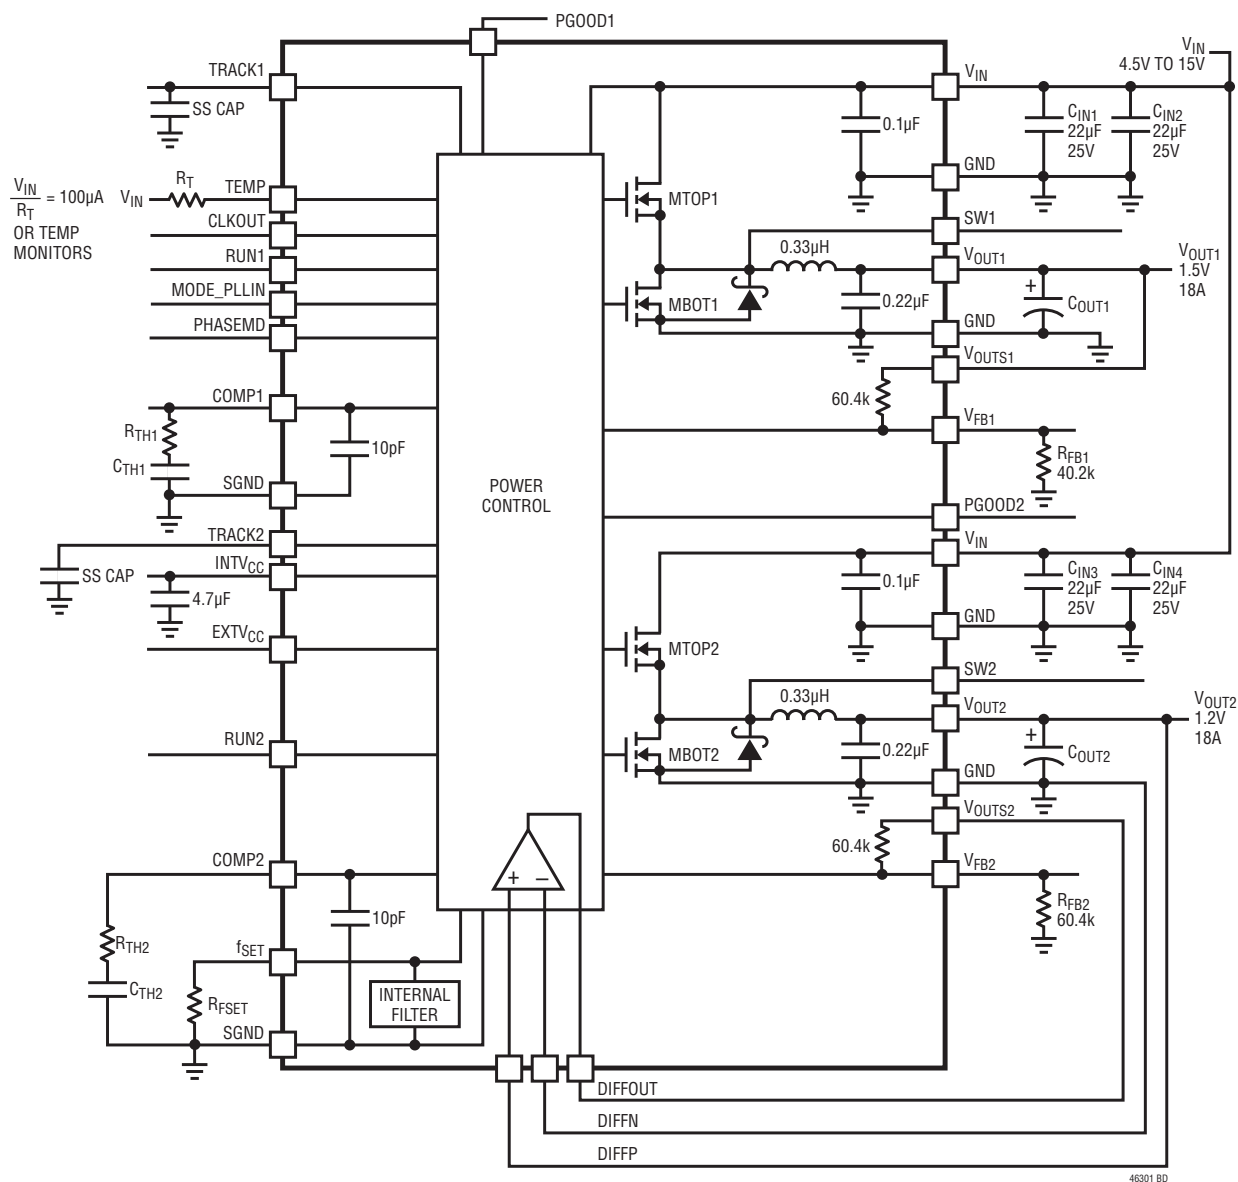 PGOOD1
TRACK1
SS CAP
VIN
RT
= 100µA
OR TEMP
MONITORS
VIN
RT
TEMP
CLKOUT
RUN1
MODE_PLLIN
PHASEMD
COMP1
RTH1
CTH1
SGND
10pF
TRACK2
SS CAP
INTVCC
4.7µF
EXTVCC
RUN2
COMP2
RTH2
CTH2
10pF
fSET
RFSET
SGND
INTERNAL
FILTER
POWER
CONTROL
+
–
MTOP1
MBOT1
0.1µF
0.33µH
0.22µF
60.4k
VIN
4.5V TO 15V
VIN
CIN1
22µF
25V
CIN2
22µF
25V
GND
SW1
VOUT1
VOUT1
1.5V
18A
+
COUT1
GND
VOUTS1
VFB1
RFB1
40.2k
PGOOD2
VIN
0.1µF
CIN3
22µF
25V
CIN4
22µF
25V
GND
MTOP2
SW2
0.33µH
VOUT2
VOUT2
1.2V
18A
MBOT2
0.22µF
+
COUT2
GND
VOUTS2
60.4k
VFB2
RFB2
60.4k
DIFFOUT
DIFFN
DIFFP
46301 BD